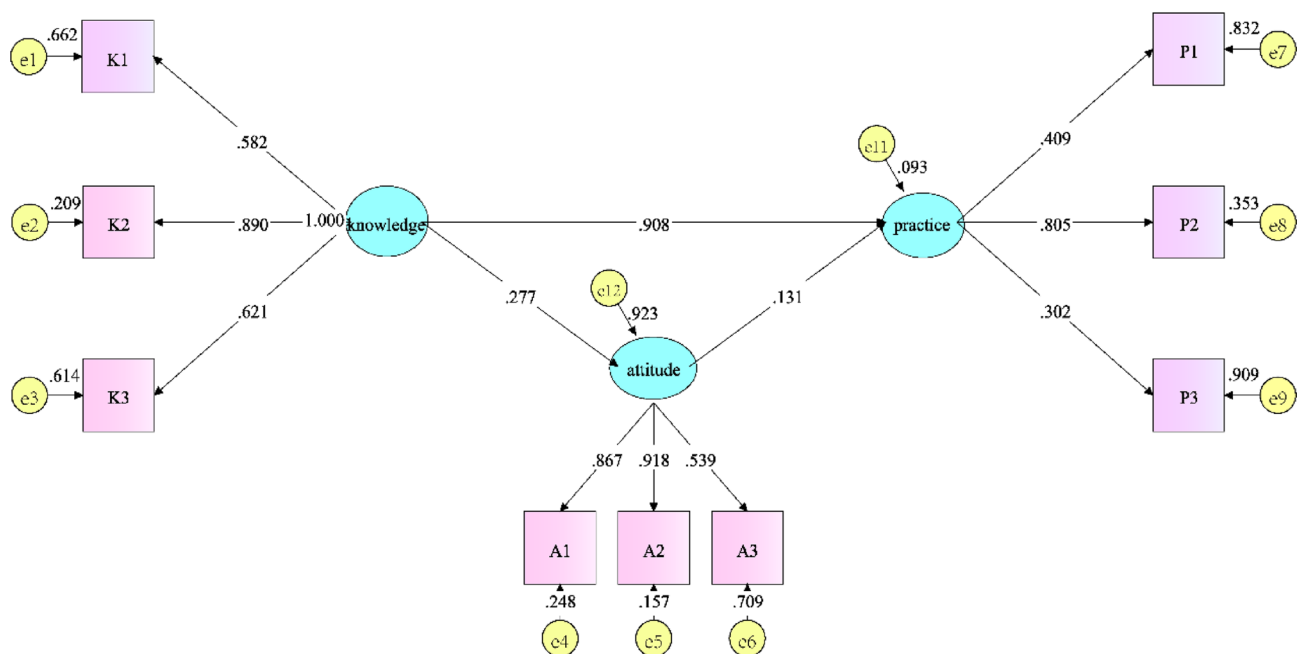 .662
.832
e1
K1
P1
e7
.582
.409
e11
.093
.209
.353
e2
K2
.890
1.000
knowledge
.908
practice
.805
P2
e8
.277
e12
.131
.621
.923
.302
.614
.909
attitude
e3
K3
P3
e9
.867
.918
.539
A1
A2
A3
.248
.157
.709
e4
e5
e6